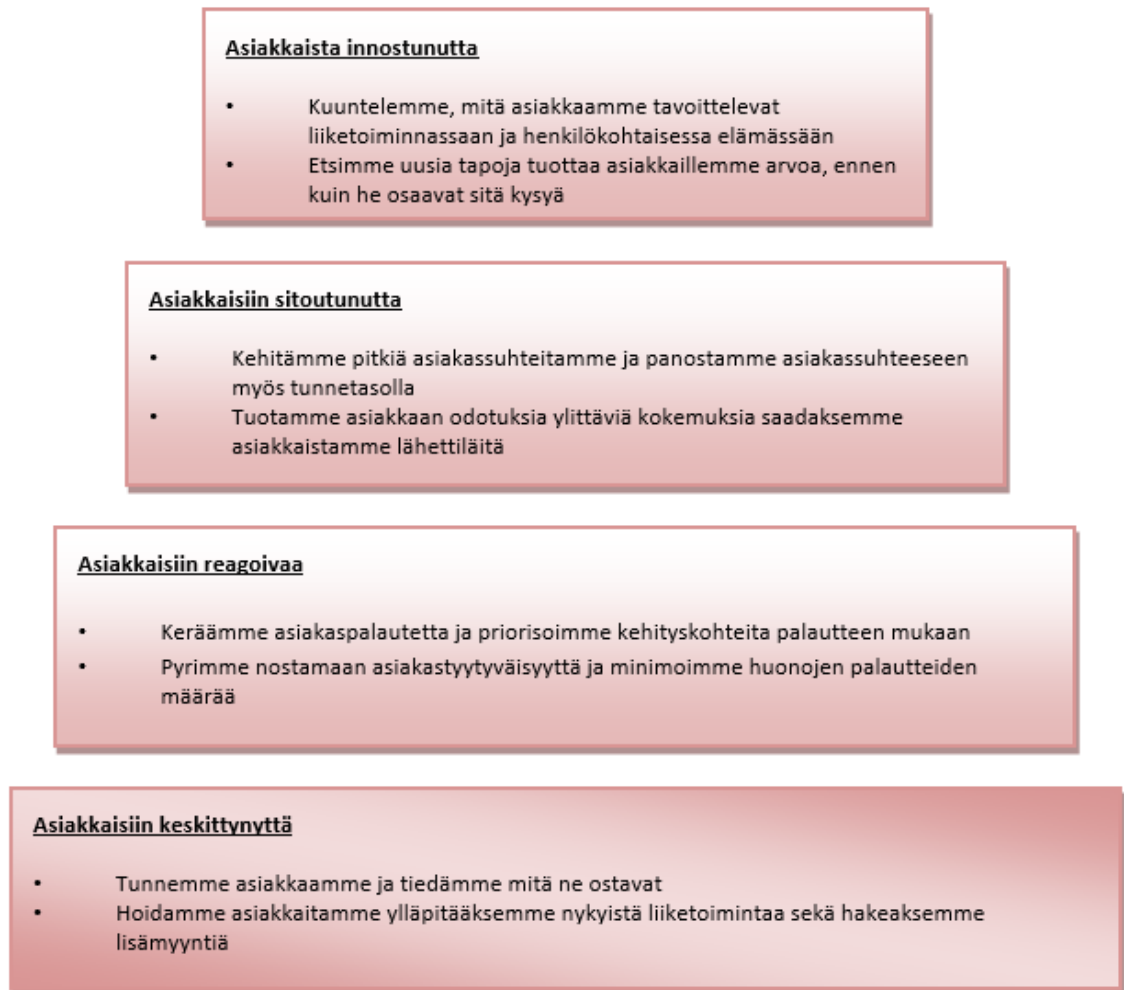 Asiakkaista innostunutta
• Kuuntelemme, mitä asiakkaamme tavoittelevat
liiketoiminnassaan ja henkilökohtaisessa elämässään
• Etsimme uusia tapoja tuottaa asiakkaillemme arvoa, ennen
kuin he osaavat sitä kysyä
Asiakkaisiin sitoutunutta
• Kehitämme pitkiä asiakassuhteitamme ja panostamme asiakassuhteeseen
myös tunnetasolla
• Tuotamme asiakkaan odotuksia ylittäviä kokemuksia saadaksemme
asiakkaistamme lähettiläitä
Asiakkaisiin reagoivaa
• Keräämme asiakaspalautetta ja priorisoimme kehityskohteita palautteen mukaan
• Pyrimme nostamaan asiakastyytyväisyyttä ja minimoimme huonojen palautteiden
määrää
Asiakkaisiin keskittynyttä
• Tunnemme asiakkaamme ja tiedämme mitä ne ostavat
• Hoidamme asiakkaitamme ylläpitääksemme nykyistä liiketoimintaa sekä hakeaksemme
lisämyyntiä